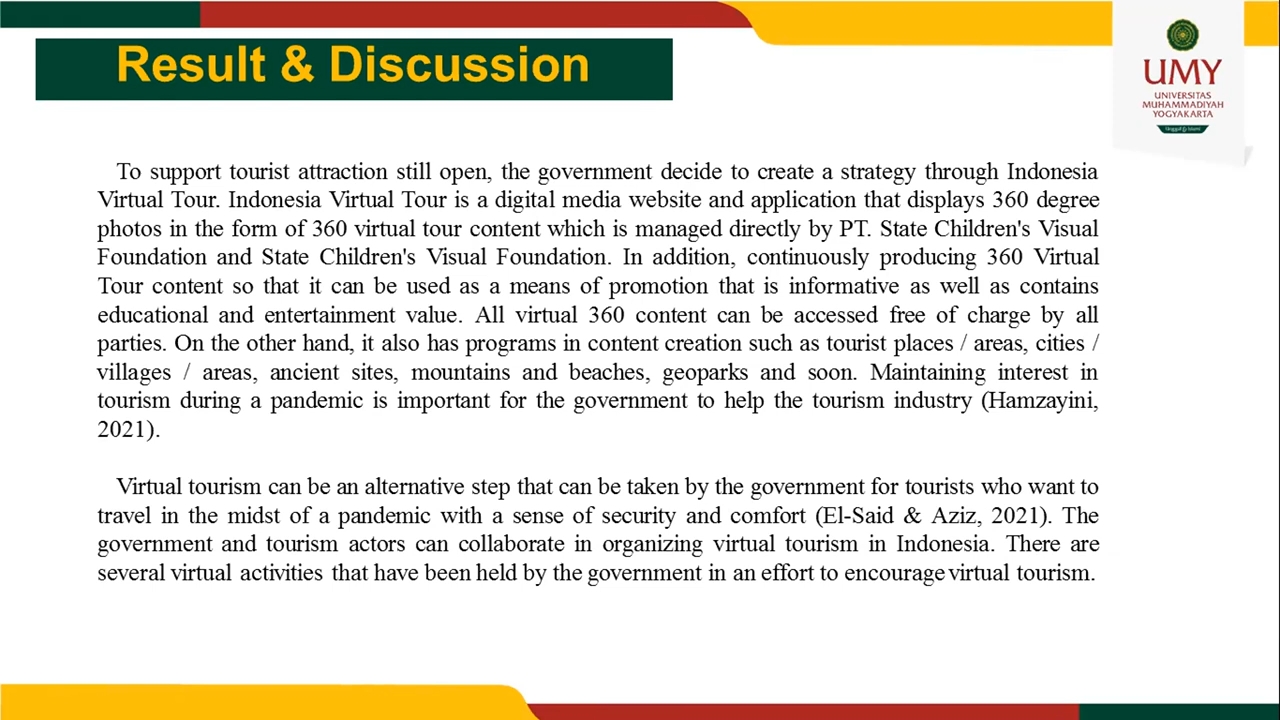 Result & Discussion
UMY
UNIVERSITAS
MUHAMMADIYAH
YOGYAKARTA
Unggul & Islami
To support tourist attraction still open, the government decide to create a strategy through Indonesia
Virtual Tour. Indonesia Virtual Tour is a digital media website and application that displays 360 degree
photos in the form of 360 virtual tour content which is managed directly by PT. State Children's Visual
Foundation and State Children's Visual Foundation. In addition, continuously producing 360 Virtual
Tour content so that it can be used as a means of promotion that is informative as well as contains
educational and entertainment value. All virtual 360 content can be accessed free of charge by all
parties. On the other hand, it also has programs in content creation such as tourist places / areas, cities /
villages / areas, ancient sites, mountains and beaches, geoparks and soon. Maintaining interest in
tourism during a pandemic is important for the government to help the tourism industry (Hamzayini,
2021).
Virtual tourism can be an alternative step that can be taken by the government for tourists who want to
travel in the midst of a pandemic with a sense of security and comfort (El-Said & Aziz, 2021). The
government and tourism actors can collaborate in organizing virtual tourism in Indonesia. There are
several virtual activities that have been held by the government in an effort to encourage virtual tourism.